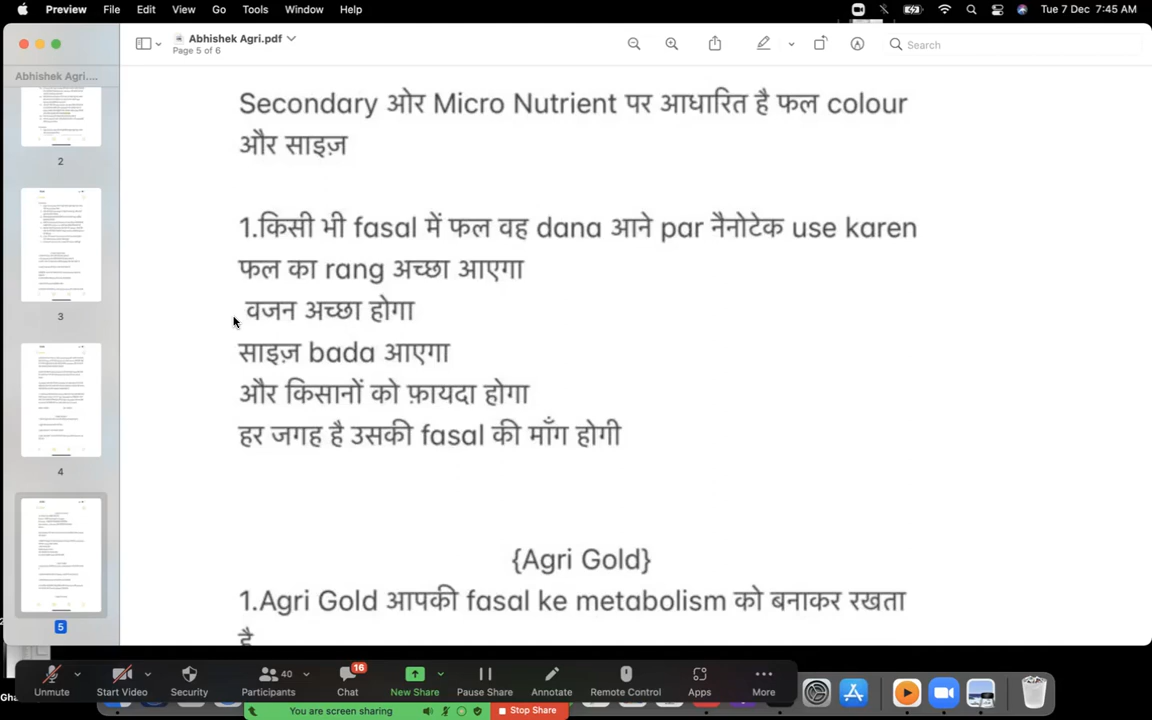 Preview File Edit View Go Tools Window Help Tue 7 Dec 7:45 AM
Abhishek Agri.pdf
Page 5 of 6
Search
Abhishek Agri....
2
3
4
5
Secondary ओर Micro Nutrient पर आधारित है फल colour
और साइज़
1.किसी भी fasal में फल वह dana आने par नैनोटेक use karen
फल का rang अच्छा आएगा
वजन अच्छा होगा
साइज़ bada आएगा
और किसानों को फ़ायदा होगा
हर जगह है उसकी fasal की माँग होगी
{Agri Gold}
1.Agri Gold आपकी fasal ke metabolism को बनाकर रखता
है
Unmute Start Video Security Participants 40 Chat 16 New Share Pause Share Annotate Remote Control Apps More
You are screen sharing Stop Share